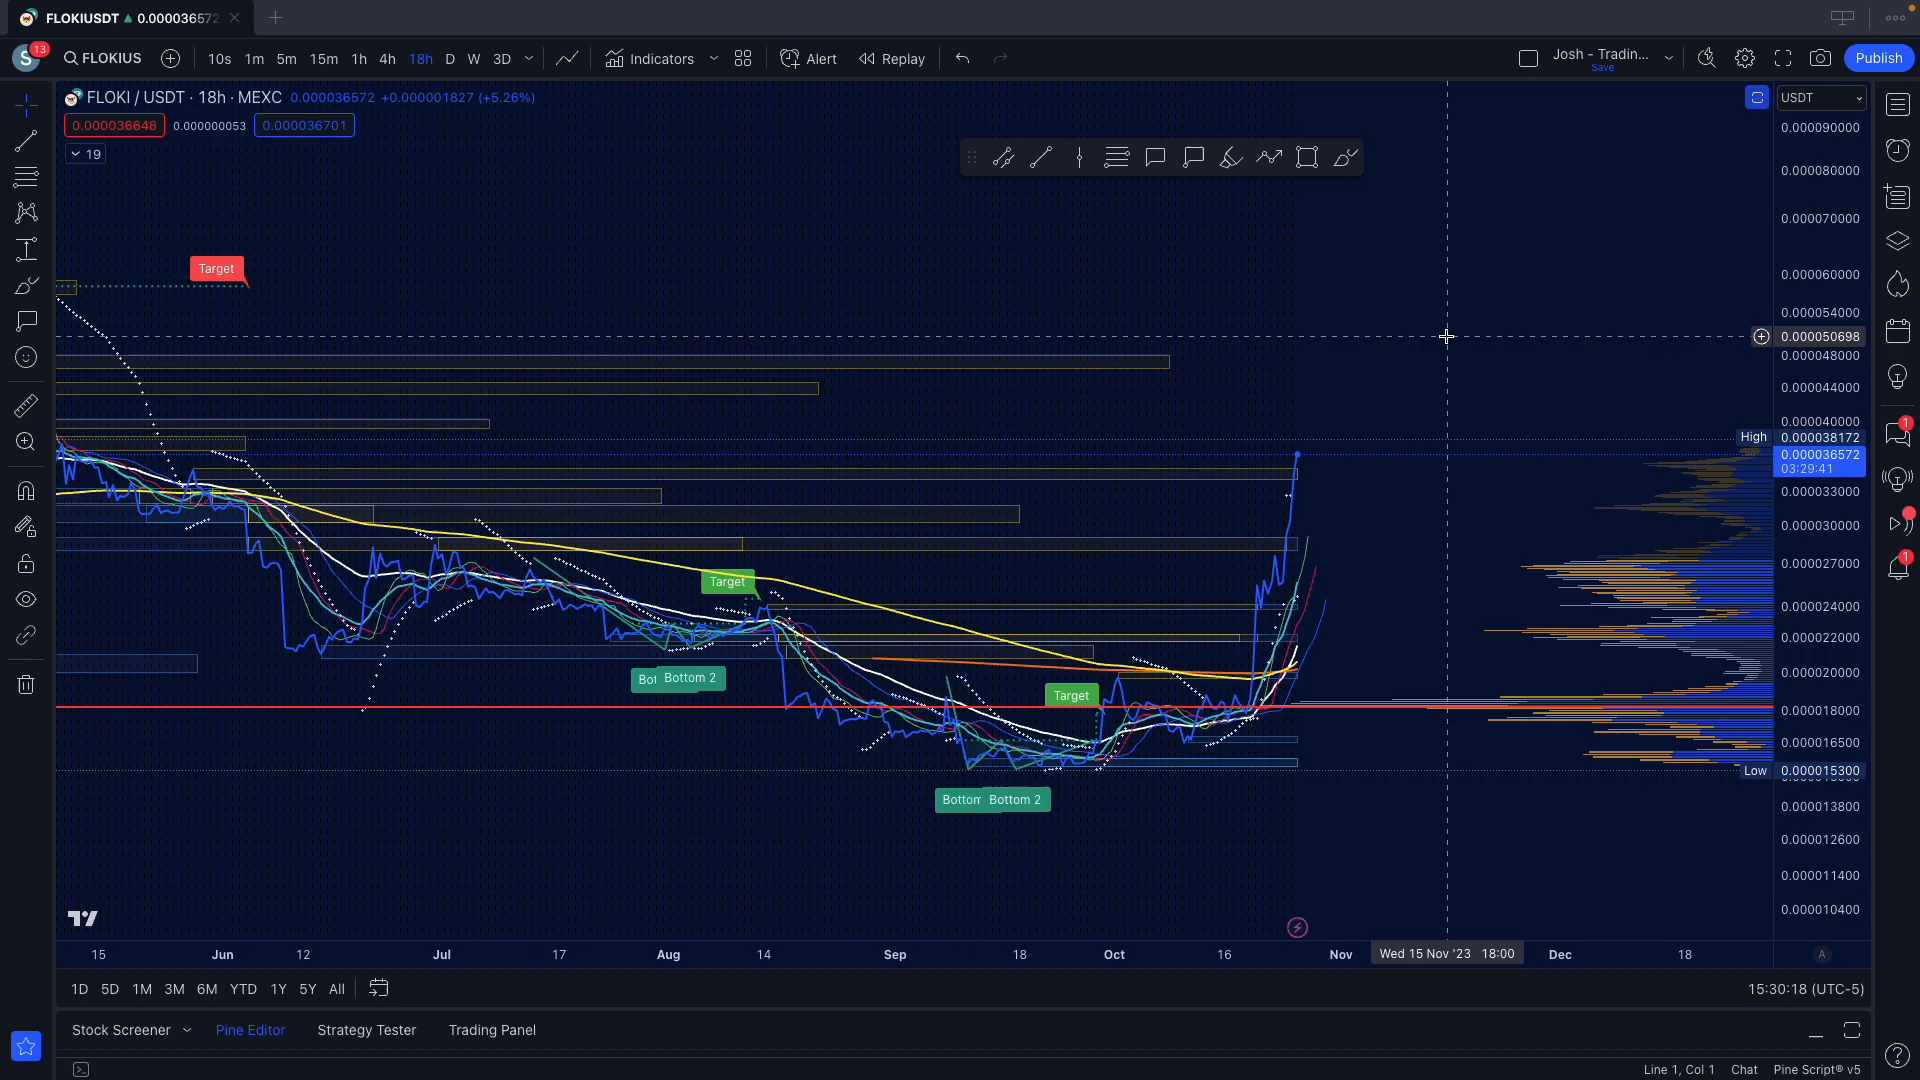 FLOKIUSDT ▲ 0.000036572
S 13 FLOKIUS 10s 1m 5m 15m 1h 4h 18h D W 3D Indicators Alert Replay Josh - Tradin... Save Publish
FLOKI / USDT · 18h · MEXC 0.000036572 +0.000001827 (+5.26%)
0.000036648 0.000000053 0.000036701
19
USDT
0.000090000
0.000080000
0.000070000
Target
0.000060000
0.000054000
0.000050698
0.000048000
0.000044000
0.000040000
High 0.000038172
0.000036572
03:29:41
0.000033000
0.000030000
0.000027000
Target
0.000024000
0.000022000
Bot Bottom 2
0.000020000
Target
0.000018000
0.000016500
Low 0.000015300
Bottom Bottom 2
0.000013800
0.000012600
0.000011400
0.000010400
1
1
15 Jun 12 Jul 17 Aug 14 Sep 18 Oct 16 Nov Wed 15 Nov '23 18:00 Dec 18 A
1D 5D 1M 3M 6M YTD 1Y 5Y All 15:30:18 (UTC-5)
Stock Screener Pine Editor Strategy Tester Trading Panel
Line 1, Col 1 Chat Pine Script® v5